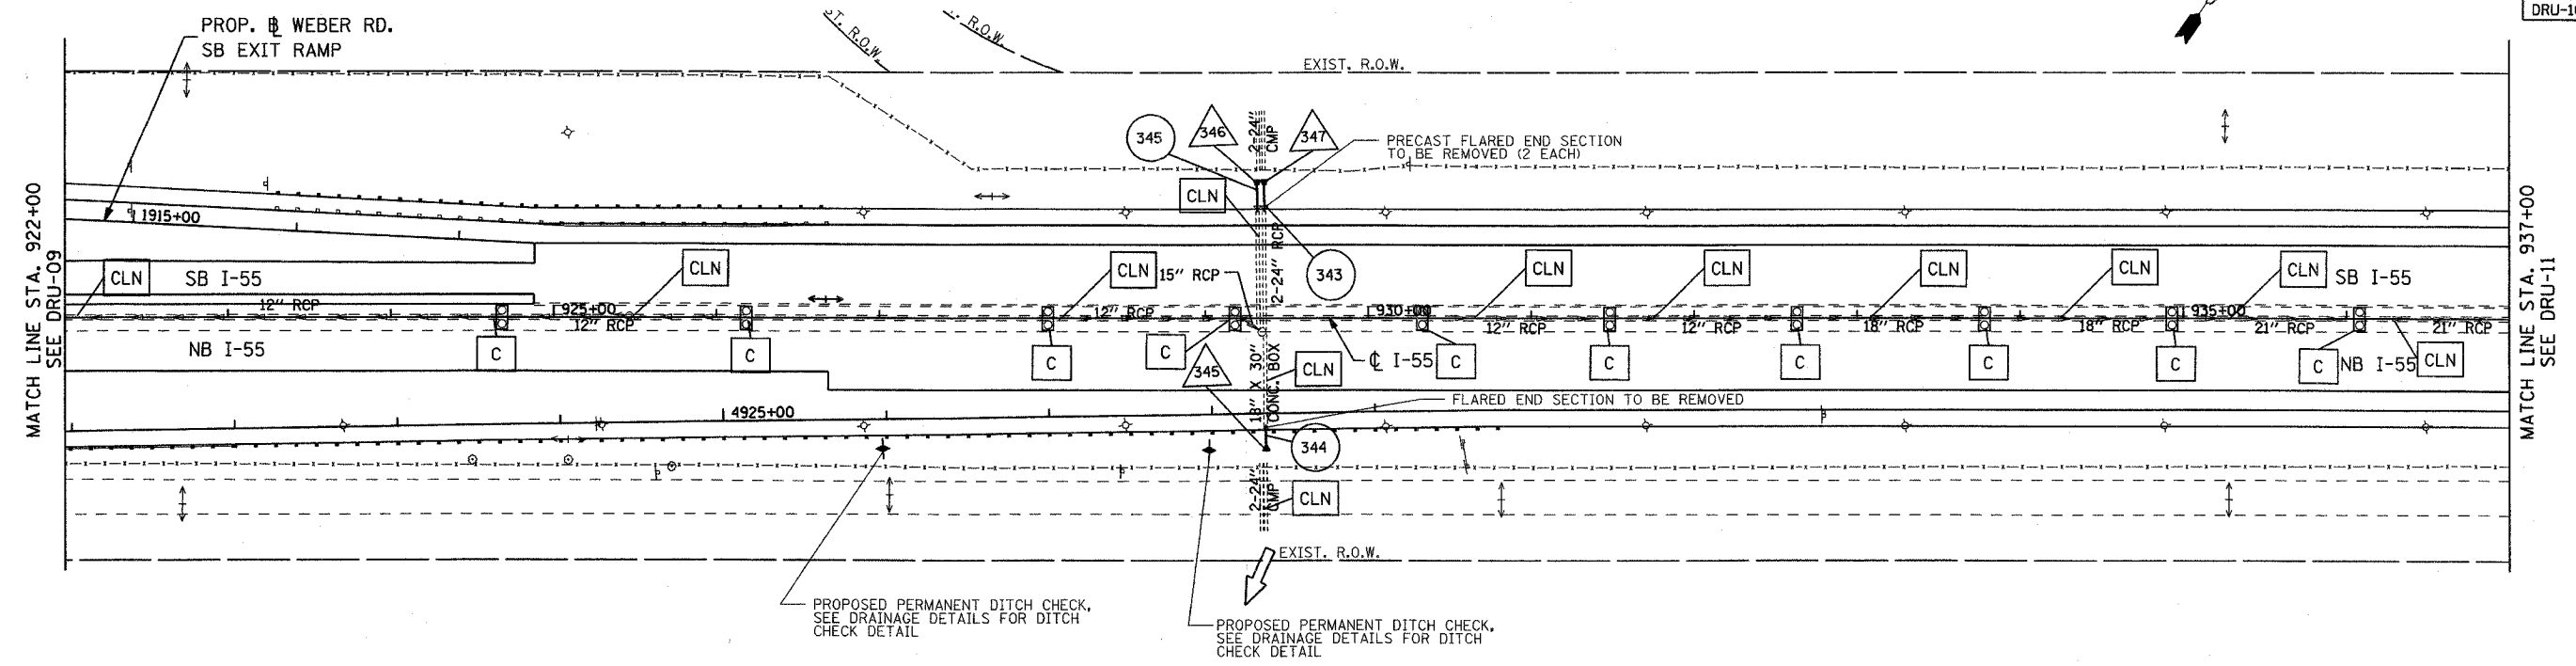 DRU-10
PROP. ℄ WEBER RD.
SB EXIT RAMP
ST. R.O.W.
R.O.W.
EXIST. R.O.W.
345
346
2-24"
CMP
347
PRECAST FLARED END SECTION
TO BE REMOVED (2 EACH)
CLN
MATCH LINE STA. 922+00
SEE DRU-09
1915+00
2-24" RCP
343
MATCH LINE STA. 937+00
SEE DRU-11
CLN
SB I-55
CLN
CLN
15" RCP
CLN
CLN
CLN
CLN
CLN
SB I-55
12" RCP
925+00
12" RCP
12" RCP
930+00
12" RCP
12" RCP
18" RCP
18" RCP
935+00
21" RCP
21" RCP
NB I-55
C
C
C
C
18" X 30"
CONC. BOX
CLN
℄ I-55
C
C
C
C
C
C
NB I-55
CLN
345
4925+00
FLARED END SECTION TO BE REMOVED
344
2-24"
CMP
CLN
EXIST. R.O.W.
PROPOSED PERMANENT DITCH CHECK,
SEE DRAINAGE DETAILS FOR DITCH
CHECK DETAIL
PROPOSED PERMANENT DITCH CHECK,
SEE DRAINAGE DETAILS FOR DITCH
CHECK DETAIL